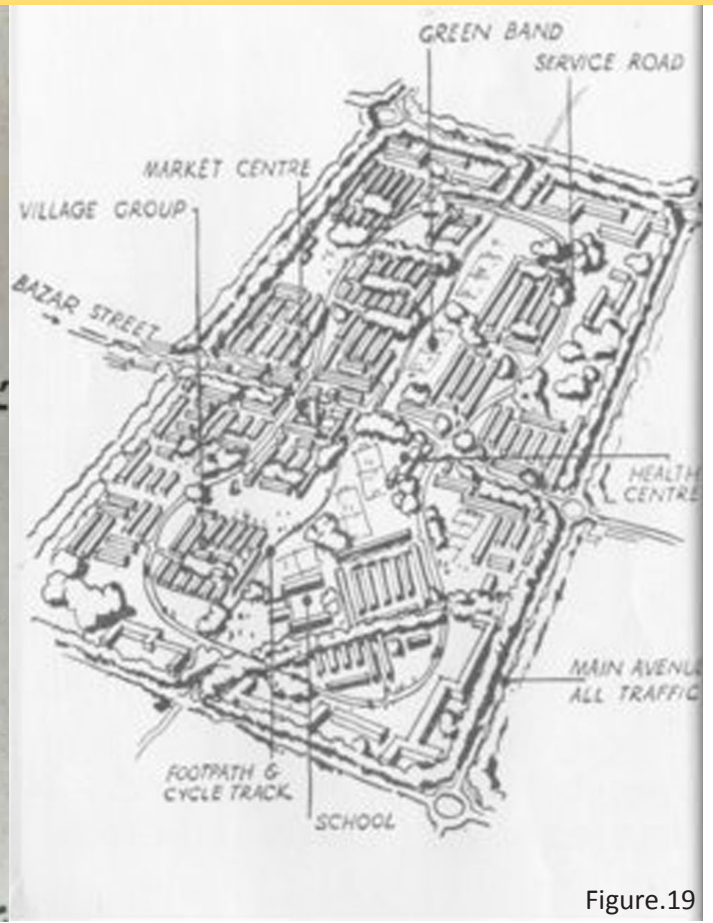 GREEN BAND
SERVICE ROAD
MARKET CENTRE
VILLAGE GROUP
BAZAR STREET
HEALTH
CENTRE
MAIN AVENUE
ALL TRAFFIC
FOOTPATH &
CYCLE TRACK
SCHOOL
Figure.19